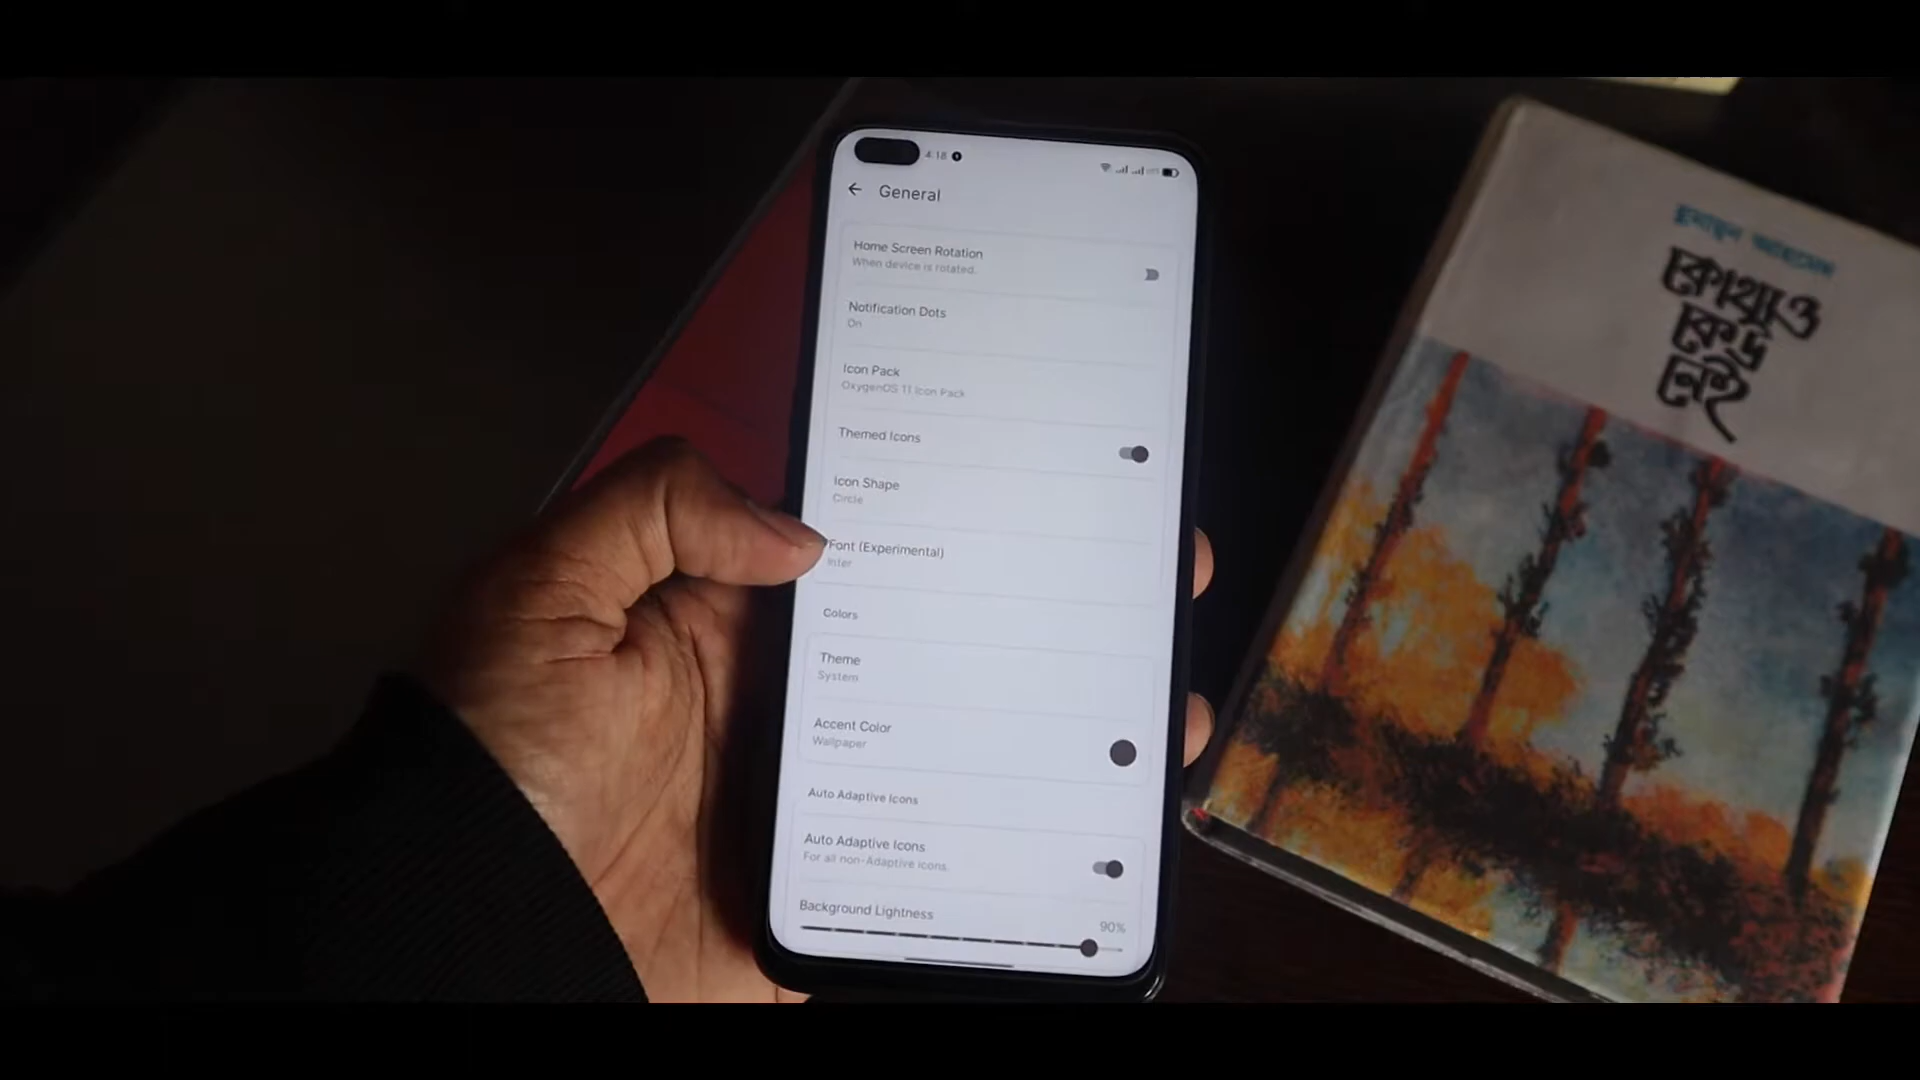 4:18
General
Home Screen Rotation
When device is rotated.
Notification Dots
On
Icon Pack
OxygenOS 11 Icon Pack
Themed Icons
Icon Shape
Circle
Font (Experimental)
Inter
Colors
Theme
System
Accent Color
Wallpaper
Auto Adaptive Icons
Auto Adaptive Icons
For all non-Adaptive icons.
Background Lightness
90%
হুমায়ূন আহমেদ
কোথাও
কেউ
নেই